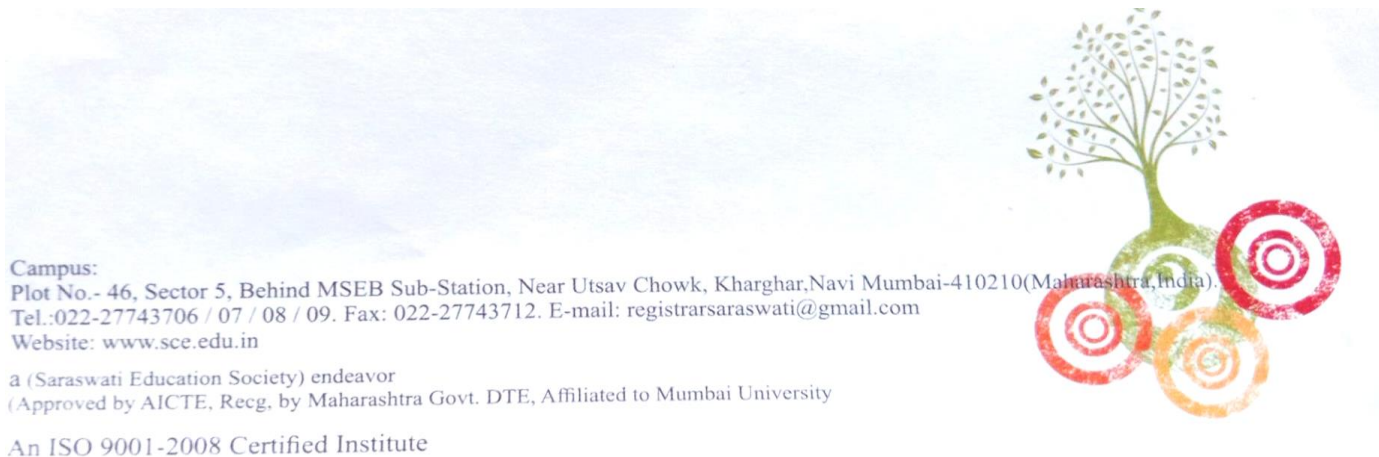 Campus:
Plot No.- 46, Sector 5, Behind MSEB Sub-Station, Near Utsav Chowk, Kharghar,Navi Mumbai-410210(Maharashtra,India).
Tel.:022-27743706 / 07 / 08 / 09. Fax: 022-27743712. E-mail: registrarsaraswati@gmail.com
Website: www.sce.edu.in
a (Saraswati Education Society) endeavor
(Approved by AICTE, Recg, by Maharashtra Govt. DTE, Affiliated to Mumbai University
An ISO 9001-2008 Certified Institute